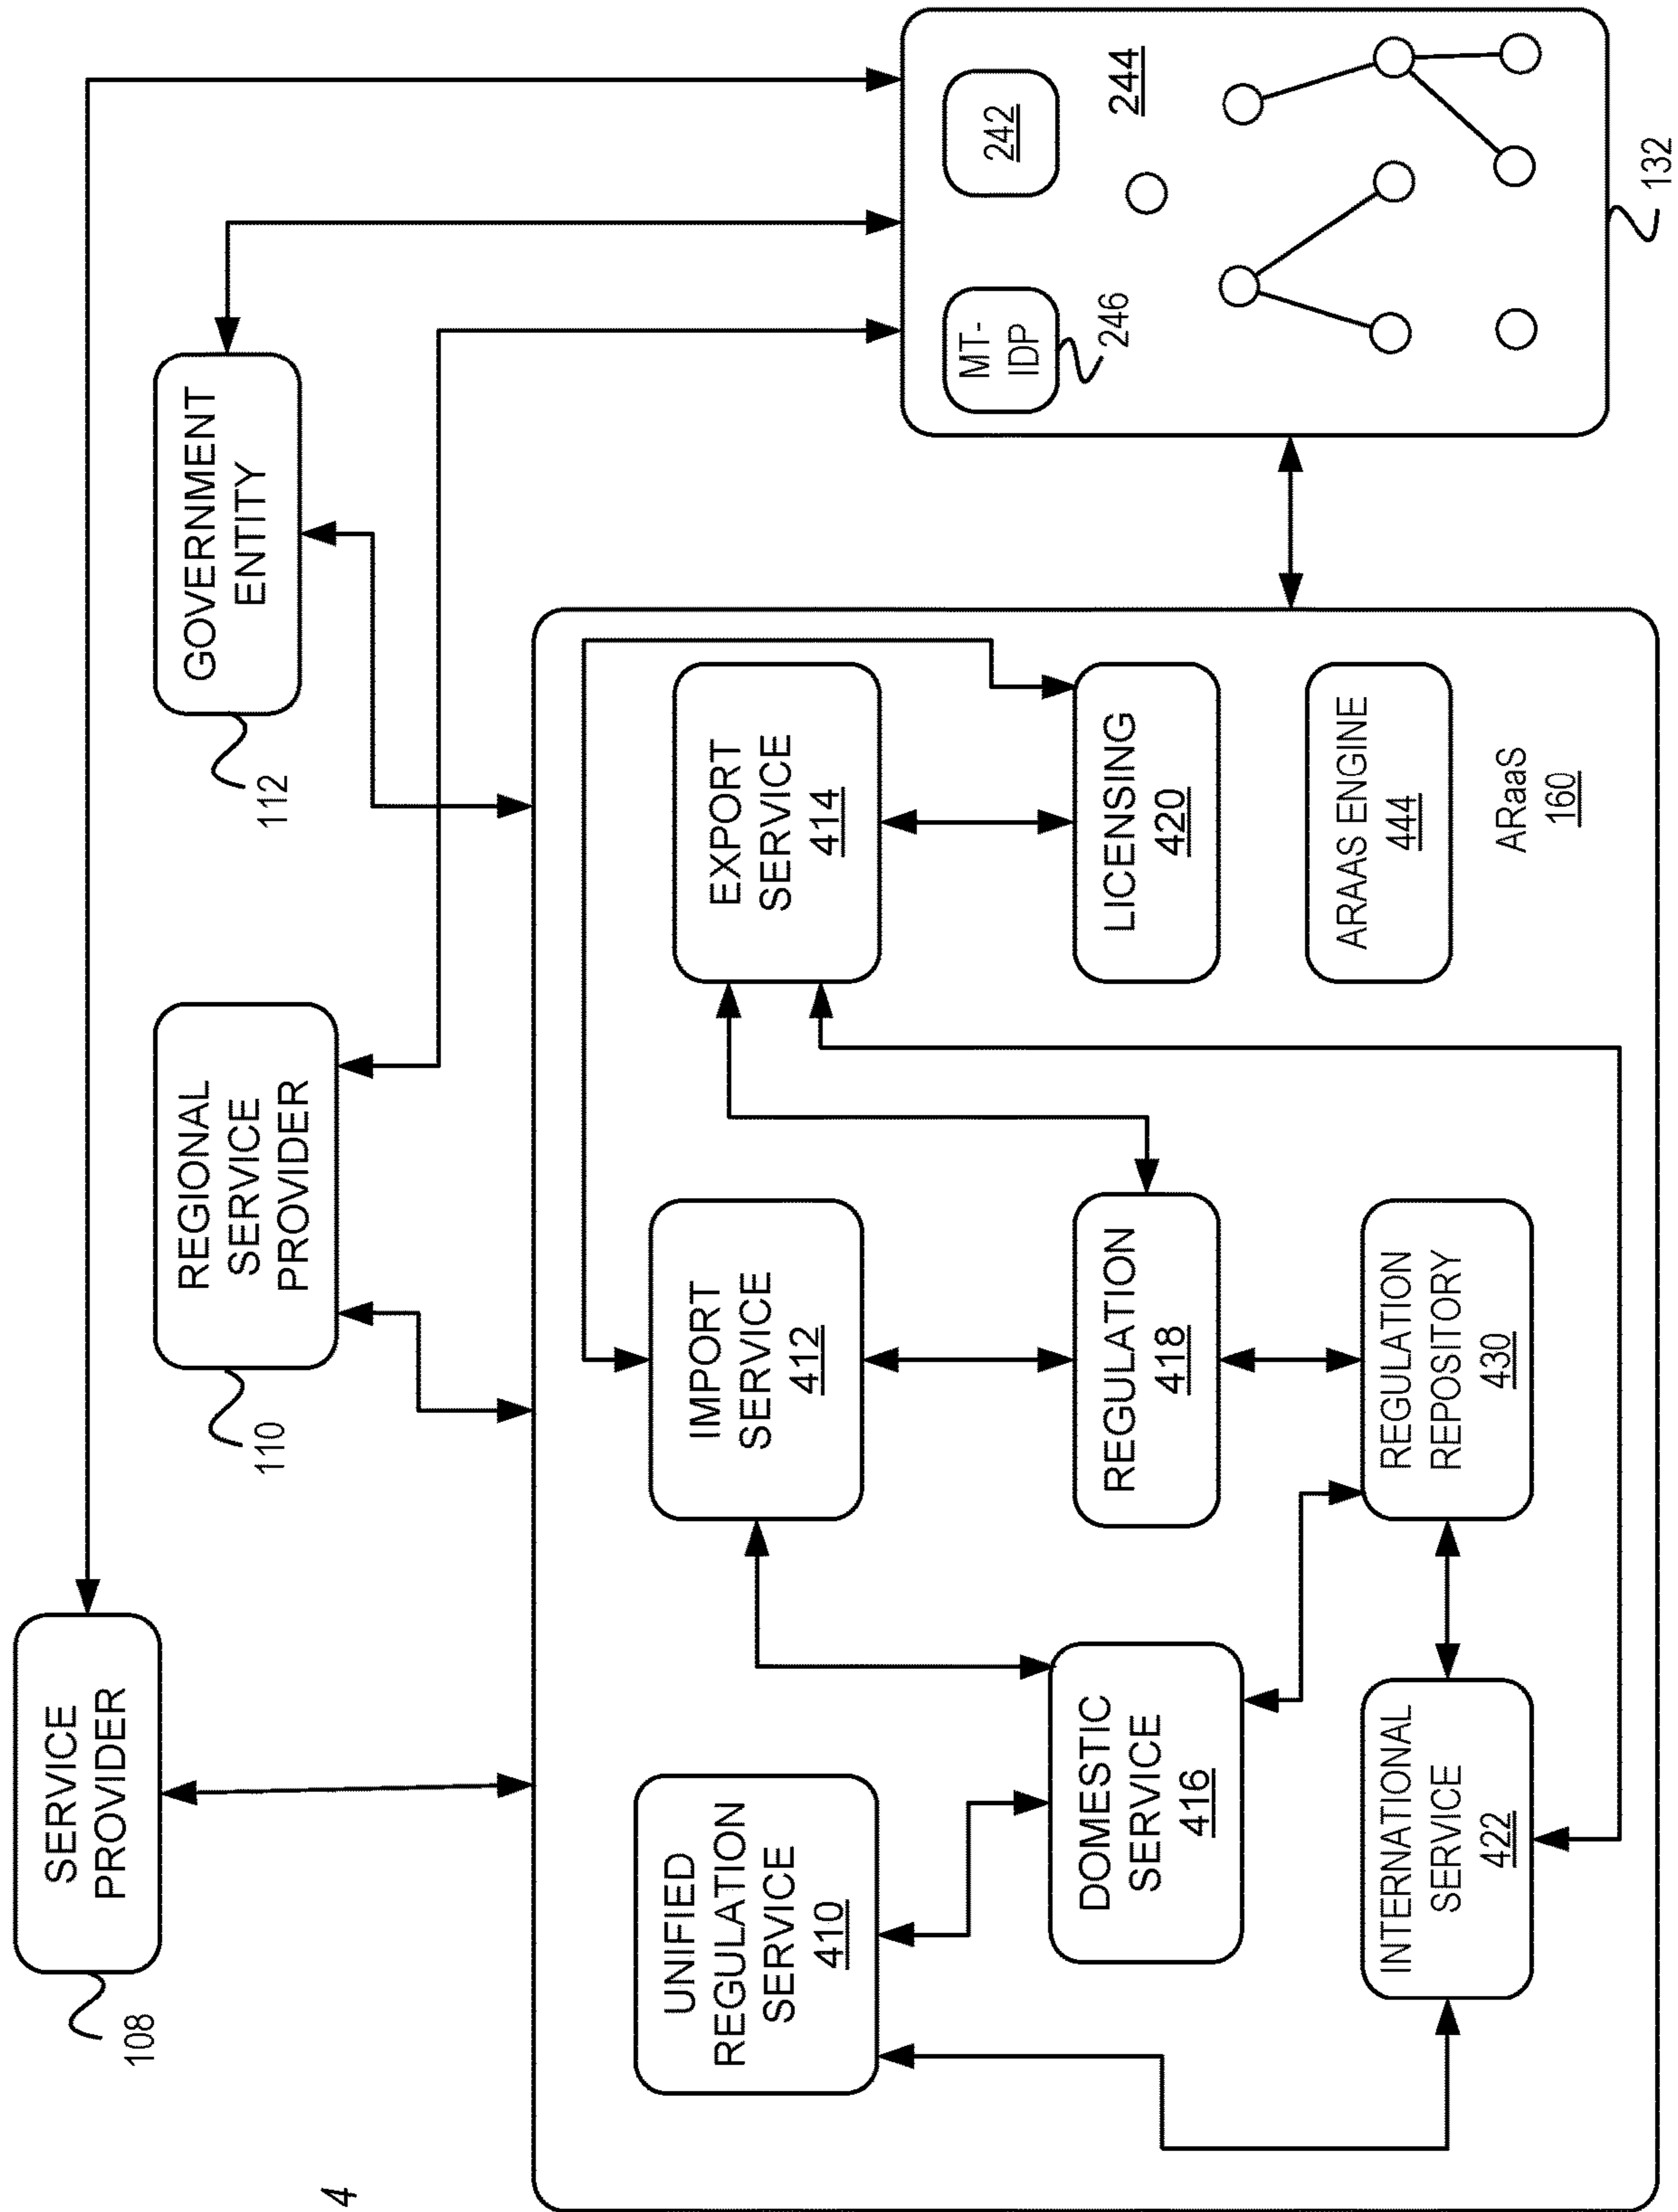 4
SERVICE
PROVIDER
108
REGIONAL
SERVICE
PROVIDER
110
GOVERNMENT
ENTITY
112
UNIFIED
REGULATION
SERVICE
410
IMPORT
SERVICE
412
EXPORT
SERVICE
414
DOMESTIC
SERVICE
416
REGULATION
418
LICENSING
420
INTERNATIONAL
SERVICE
422
REGULATION
REPOSITORY
430
ARAAS ENGINE
444
ARaaS
160
MT-
IDP
246
242
244
132